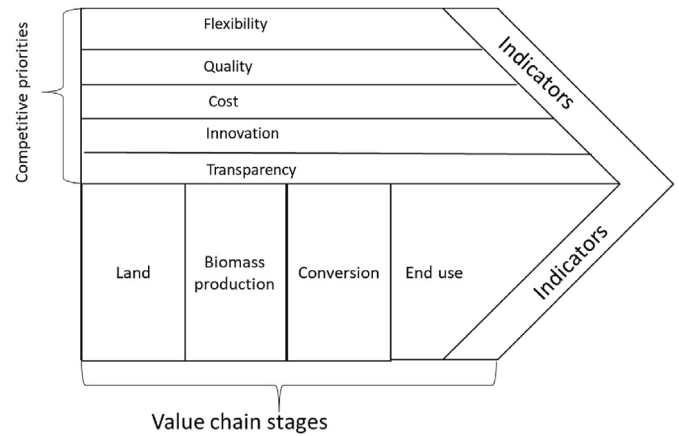 Competitive priorities
Flexibility
Quality
Cost
Innovation
Transparency
Indicators
Land
Biomass
production
Conversion
End use
Indicators
Value chain stages